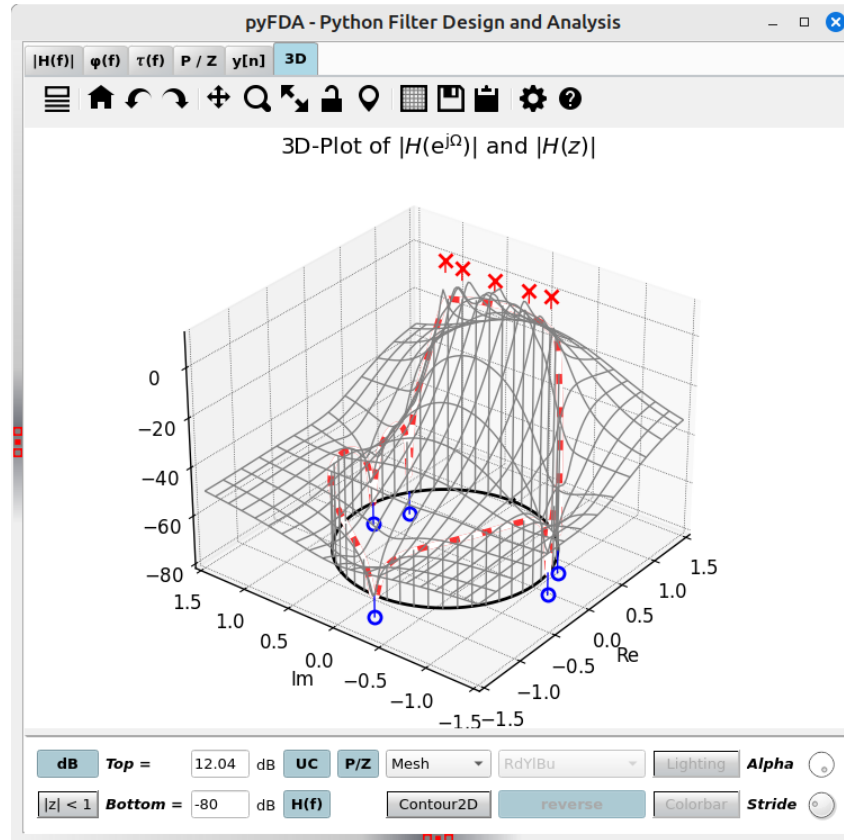 pyFDA - Python Filter Design and Analysis
|H(f)| φ(f) τ(f) P / Z y[n] 3D
3D-Plot of |H(e^jΩ)| and |H(z)|
0
−20
−40
−60
−80
1.5
1.0
0.5
0.0
−0.5
−1.0
−1.5
Im
−1.5
−1.0
−0.5
0.0
0.5
1.0
1.5
Re
dB Top = 12.04 dB UC P/Z Mesh RdYlBu Lighting Alpha
|z| < 1 Bottom = -80 dB H(f) Contour2D reverse Colorbar Stride